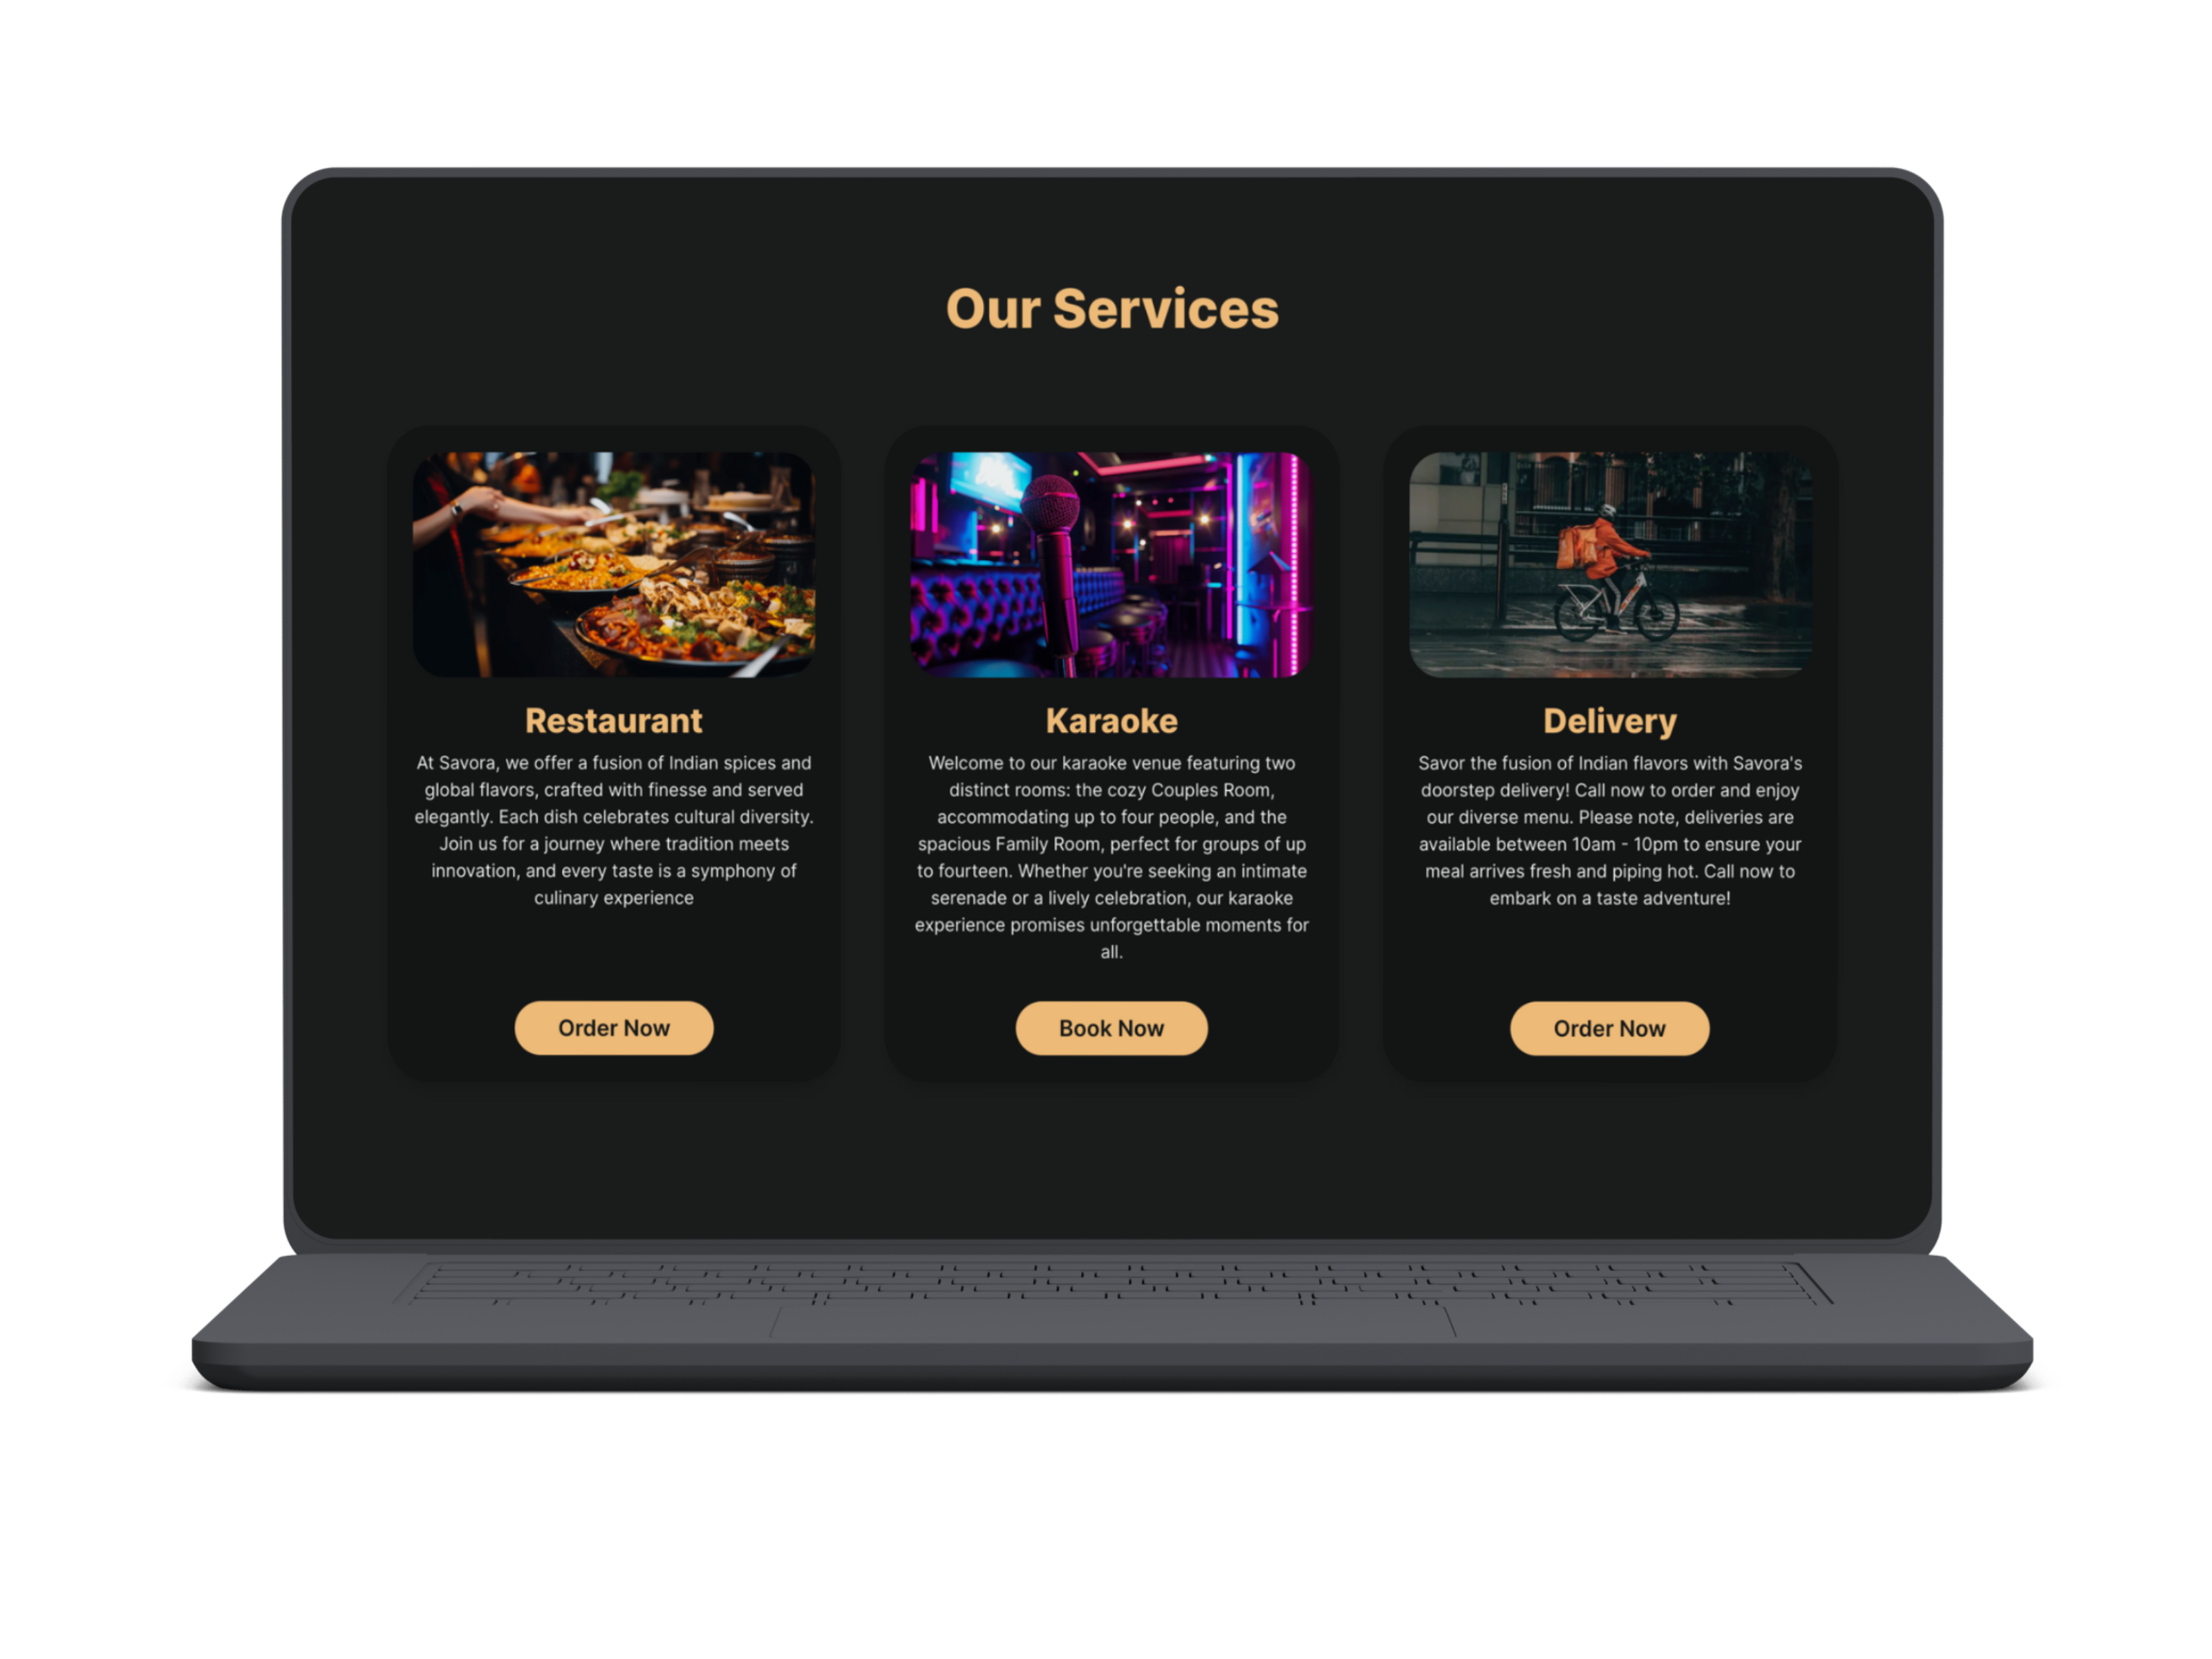 Our Services
Restaurant
At Savora, we offer a fusion of Indian spices and
global flavors, crafted with finesse and served
elegantly. Each dish celebrates cultural diversity.
Join us for a journey where tradition meets
innovation, and every taste is a symphony of
culinary experience
Order Now
Karaoke
Welcome to our karaoke venue featuring two
distinct rooms: the cozy Couples Room,
accommodating up to four people, and the
spacious Family Room, perfect for groups of up
to fourteen. Whether you're seeking an intimate
serenade or a lively celebration, our karaoke
experience promises unforgettable moments for
all.
Book Now
Delivery
Savor the fusion of Indian flavors with Savora's
doorstep delivery! Call now to order and enjoy
our diverse menu. Please note, deliveries are
available between 10am - 10pm to ensure your
meal arrives fresh and piping hot. Call now to
embark on a taste adventure!
Order Now